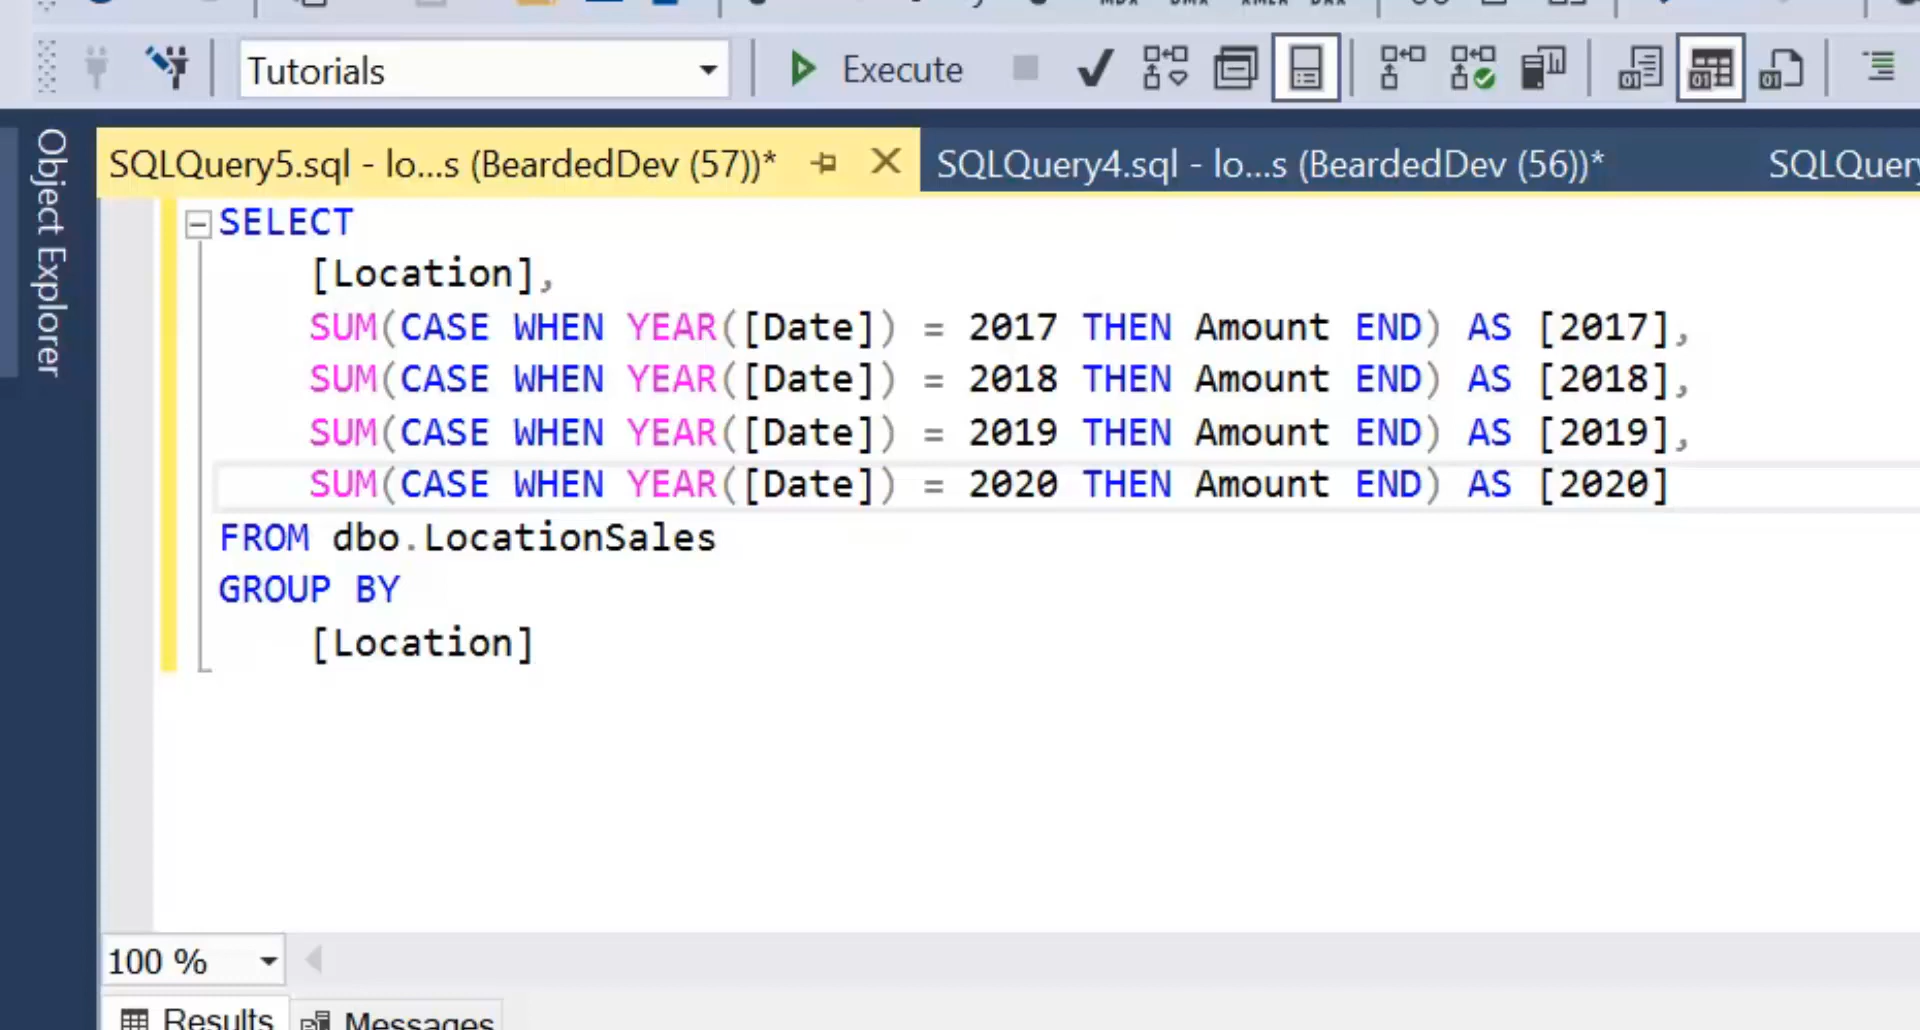 Tutorials
Execute
Object Explorer
SQLQuery5.sql - lo...s (BeardedDev (57))*
SQLQuery4.sql - lo...s (BeardedDev (56))*
SQLQuery
SELECT
[Location],
SUM(CASE WHEN YEAR([Date]) = 2017 THEN Amount END) AS [2017],
SUM(CASE WHEN YEAR([Date]) = 2018 THEN Amount END) AS [2018],
SUM(CASE WHEN YEAR([Date]) = 2019 THEN Amount END) AS [2019],
SUM(CASE WHEN YEAR([Date]) = 2020 THEN Amount END) AS [2020]
FROM dbo.LocationSales
GROUP BY
[Location]
100 %
Results
Messages